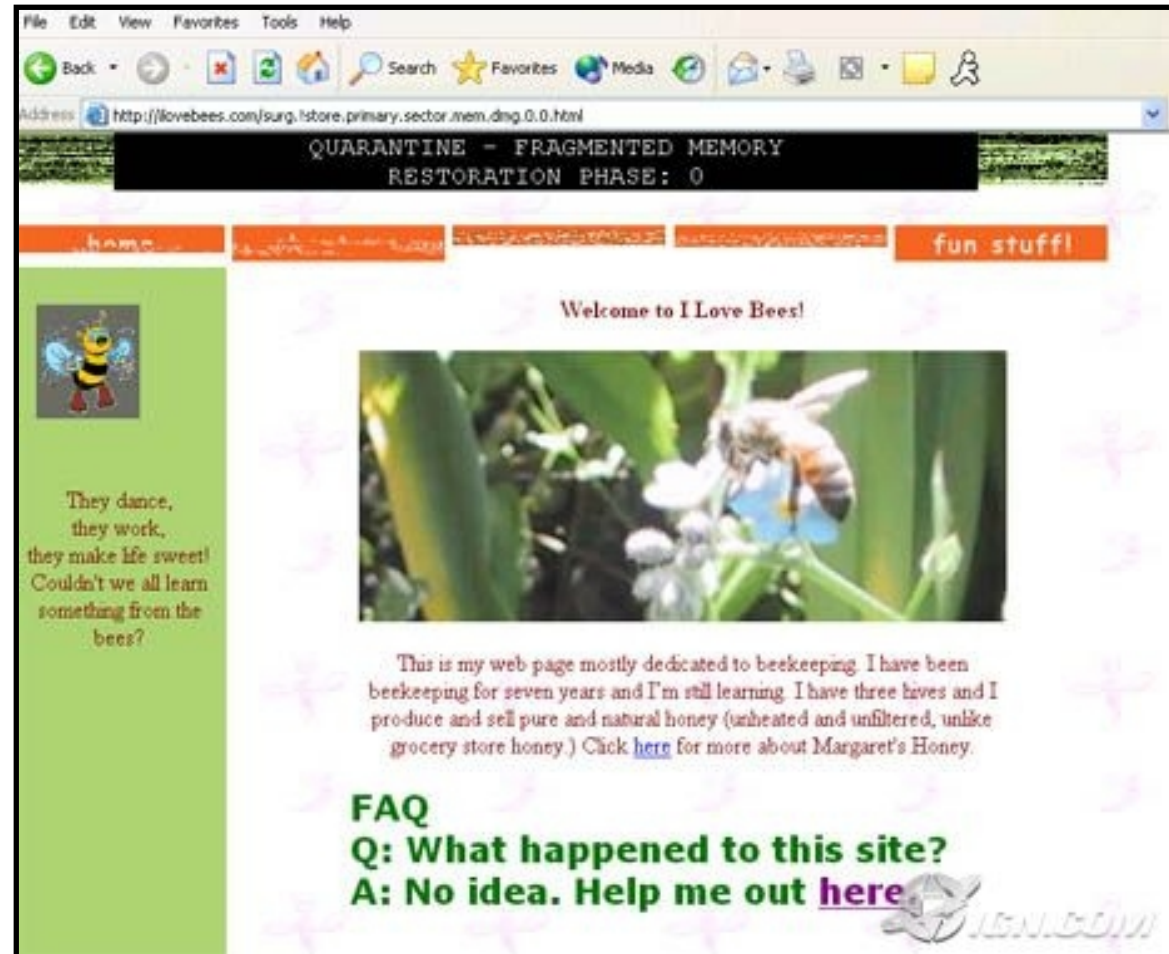 File Edit View Favorites Tools Help
Back Search Favorites Media
Address http://ilovebees.com/surg.!store.primary.sector.mem.dmg.0.0.html
QUARANTINE - FRAGMENTED MEMORY
RESTORATION PHASE: 0
home
fun stuff!
Welcome to I Love Bees!
They dance,
they work,
they make life sweet!
Couldn't we all learn
something from the
bees?
This is my web page mostly dedicated to beekeeping. I have been
beekeeping for seven years and I'm still learning. I have three hives and I
produce and sell pure and natural honey (unheated and unfiltered, unlike
grocery store honey.) Click here for more about Margaret's Honey.
FAQ
Q: What happened to this site?
A: No idea. Help me out here
IGN.COM